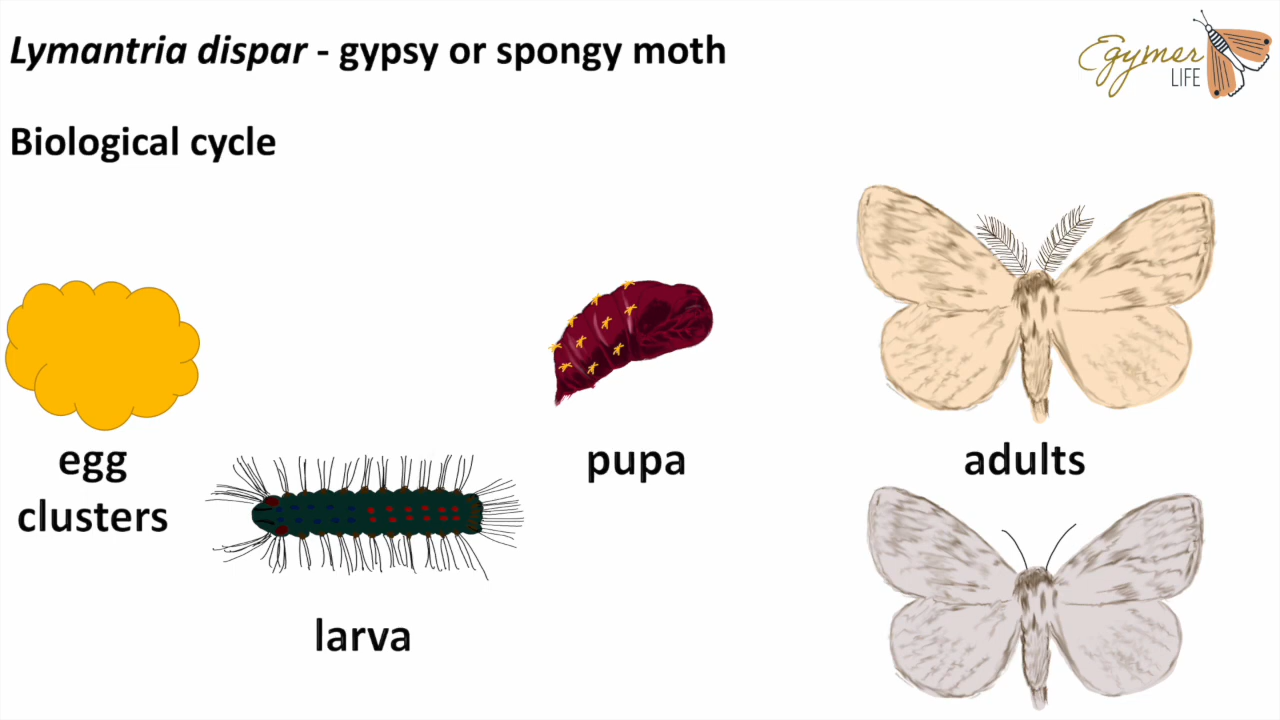 Lymantria dispar - gypsy or spongy moth
Egymer
LIFE
Biological cycle
egg
clusters
larva
pupa
adults